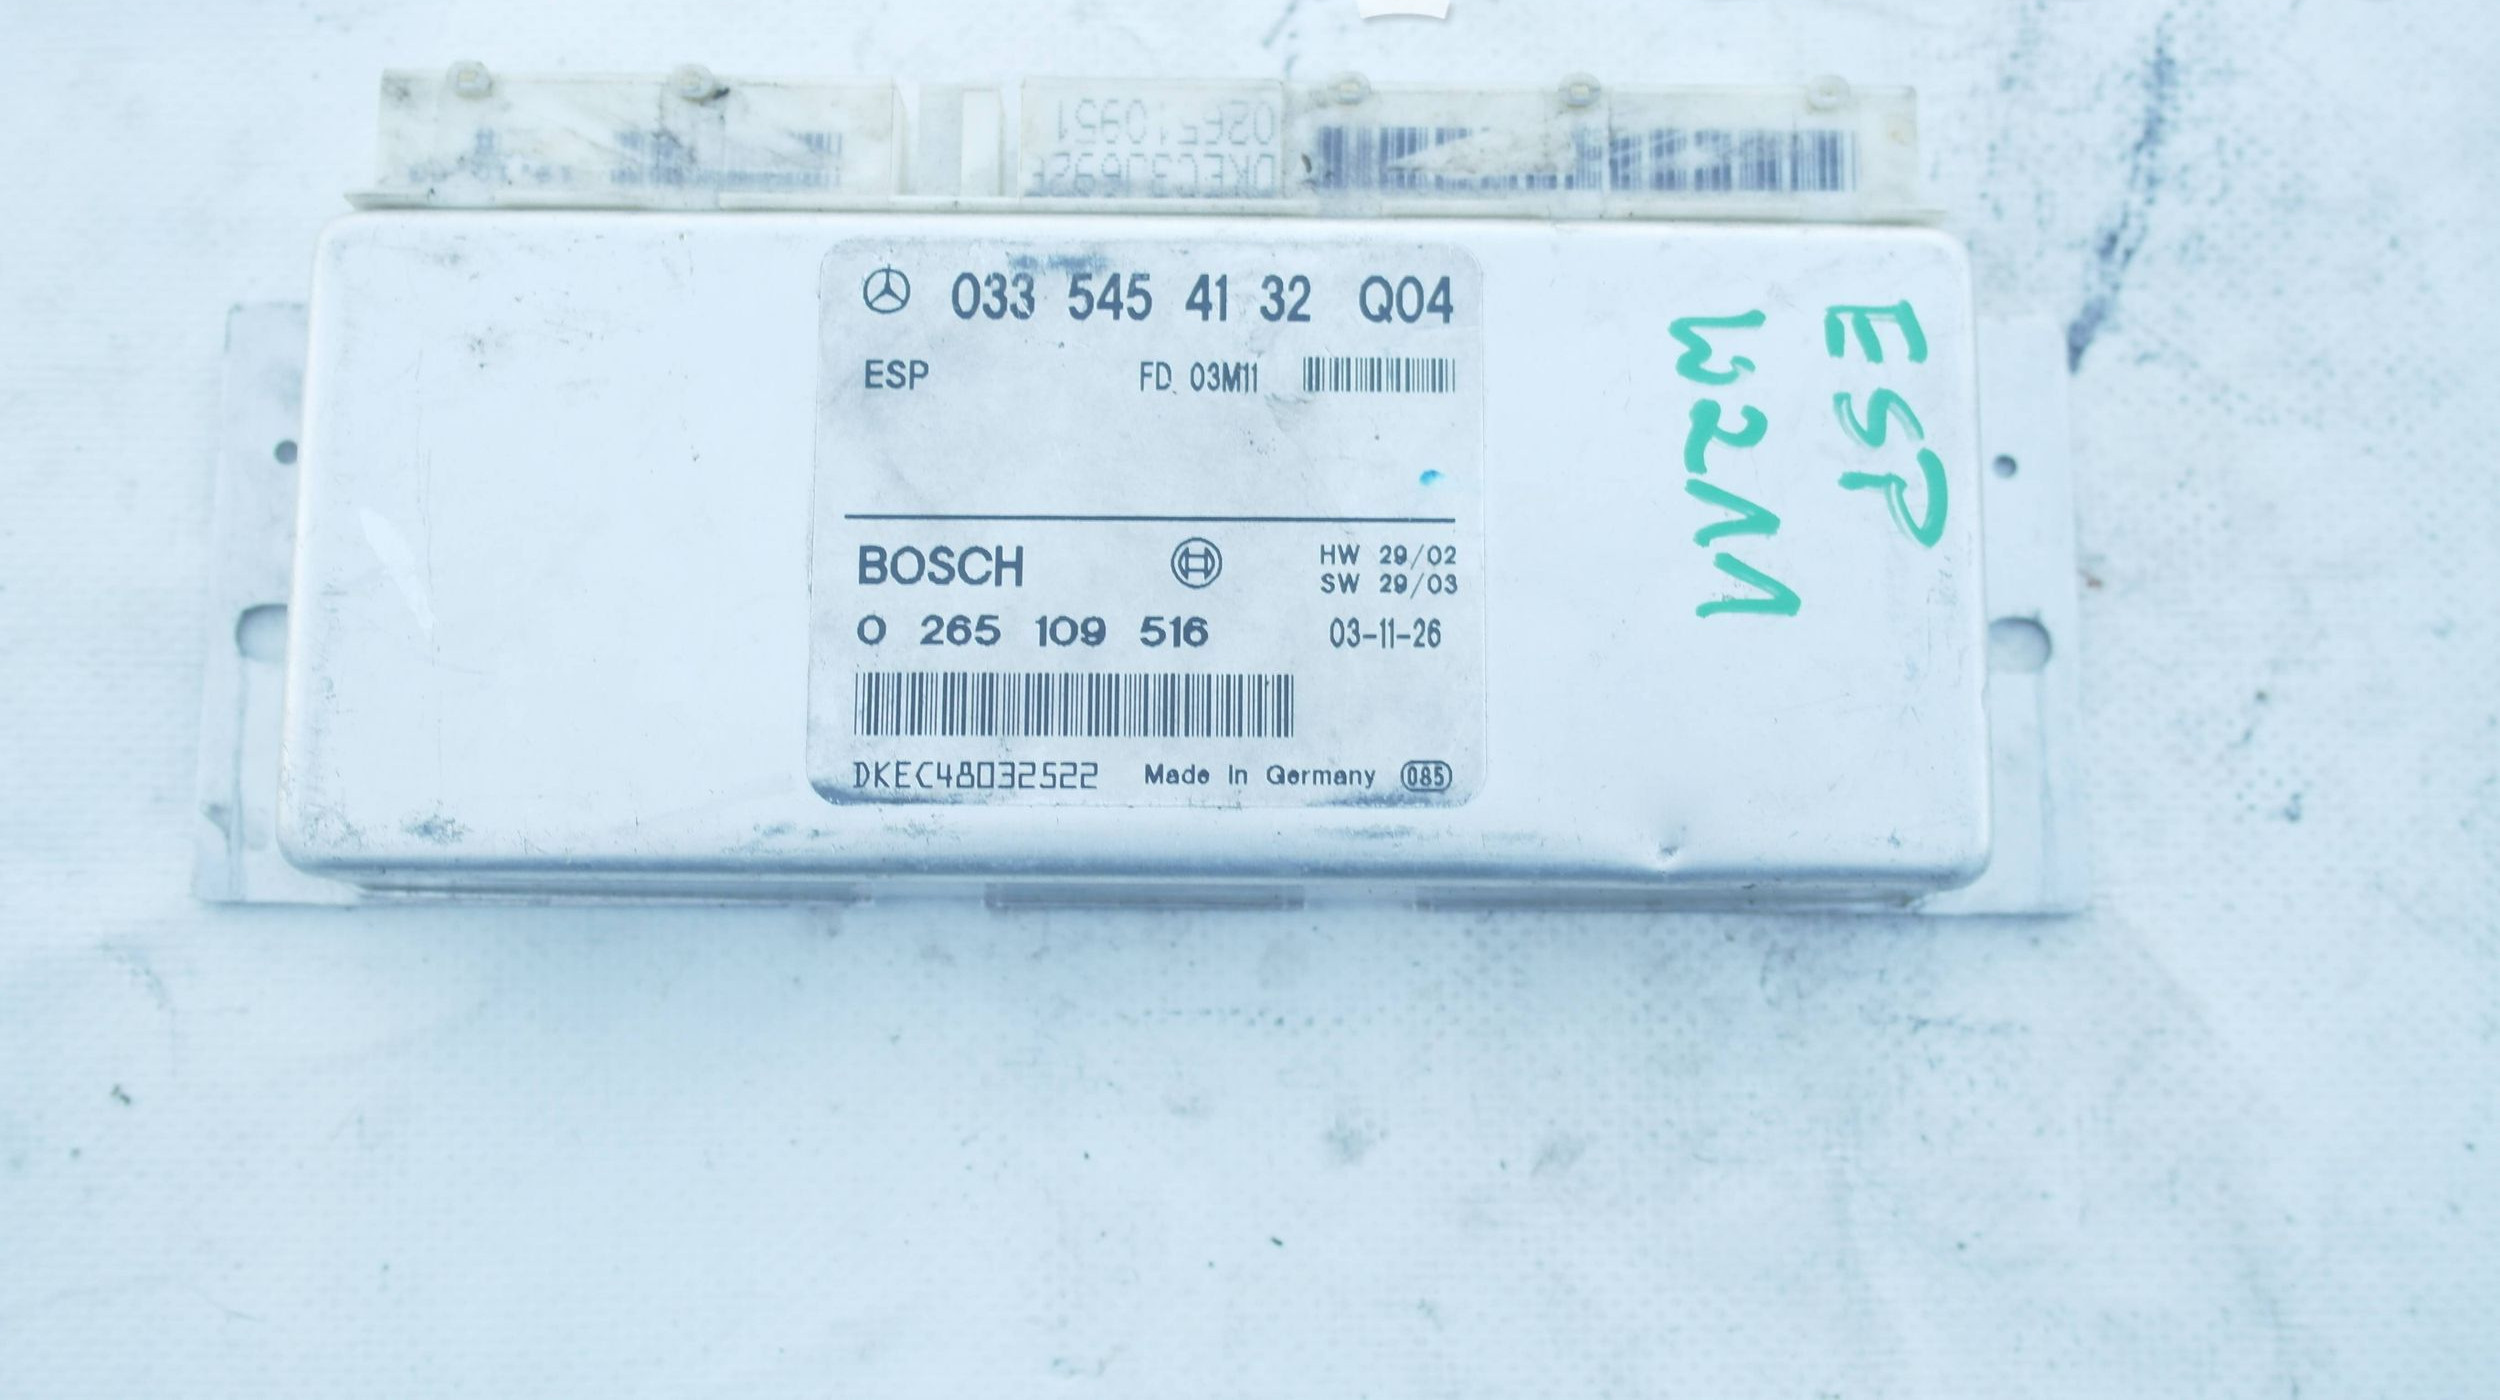 033 545 41 32 Q04
ESP FD 03M11
BOSCH HW 29/02
SW 29/03
0 265 109 516 03-11-26
DKEC48032522 Made in Germany 085
ESP
W211